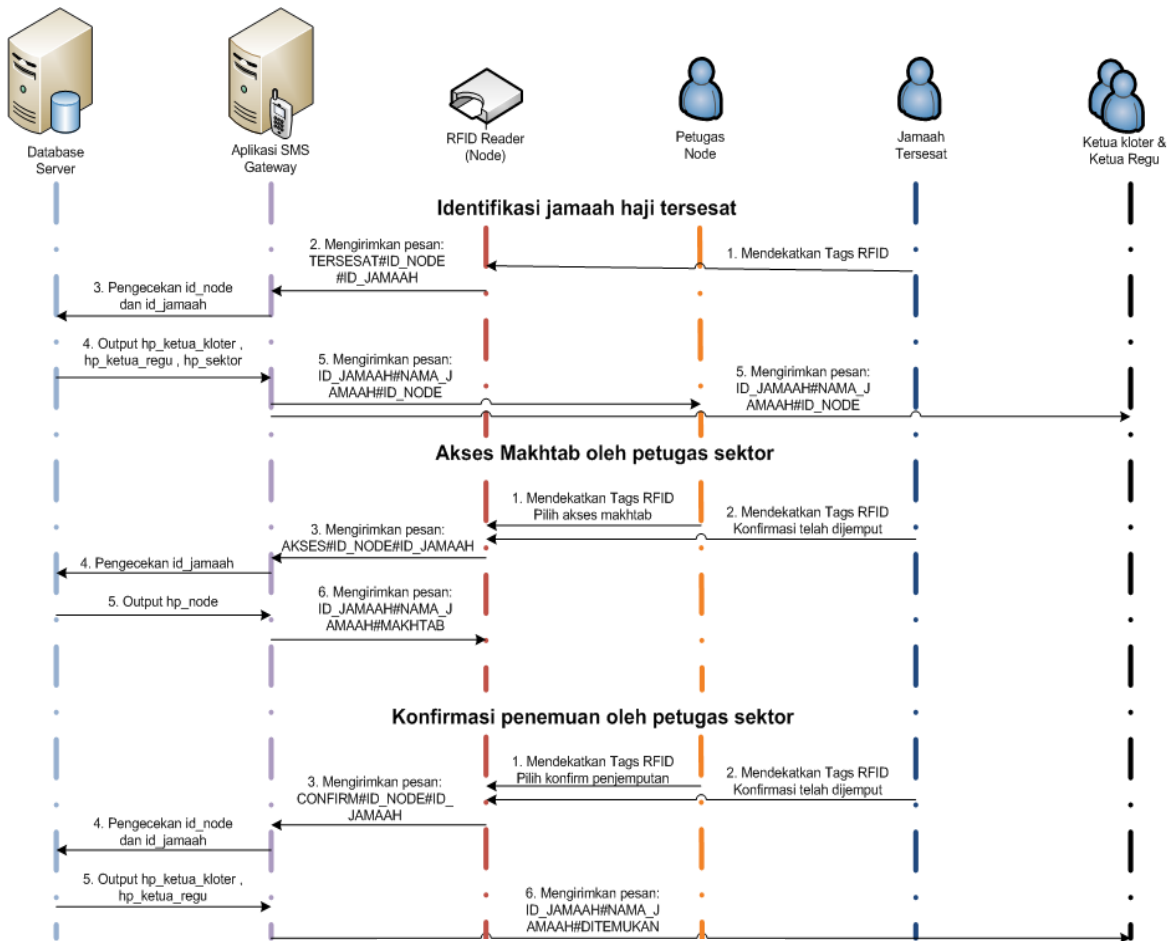 Database
Server
Aplikasi SMS
Gateway
RFID Reader
(Node)
Petugas
Node
Jamaah
Tersesat
Ketua kloter &
Ketua Regu
Identifikasi jamaah haji tersesat
1. Mendekatkan Tags RFID
2. Mengirimkan pesan:
TERSESAT#ID_NODE
#ID_JAMAAH
3. Pengecekan id_node
dan id_jamaah
4. Output hp_ketua_kloter ,
hp_ketua_regu , hp_sektor
5. Mengirimkan pesan:
ID_JAMAAH#NAMA_J
AMAAH#ID_NODE
5. Mengirimkan pesan:
ID_JAMAAH#NAMA_J
AMAAH#ID_NODE
Akses Makhtab oleh petugas sektor
1. Mendekatkan Tags RFID
Pilih akses makhtab
2. Mendekatkan Tags RFID
Konfirmasi telah dijemput
3. Mengirimkan pesan:
AKSES#ID_NODE#ID_JAMAAH
4. Pengecekan id_jamaah
5. Output hp_node
6. Mengirimkan pesan:
ID_JAMAAH#NAMA_J
AMAAH#MAKHTAB
Konfirmasi penemuan oleh petugas sektor
1. Mendekatkan Tags RFID
Pilih konfirm penjemputan
2. Mendekatkan Tags RFID
Konfirmasi telah dijemput
3. Mengirimkan pesan:
CONFIRM#ID_NODE#ID_
JAMAAH
4. Pengecekan id_node
dan id_jamaah
5. Output hp_ketua_kloter ,
hp_ketua_regu
6. Mengirimkan pesan:
ID_JAMAAH#NAMA_J
AMAAH#DITEMUKAN